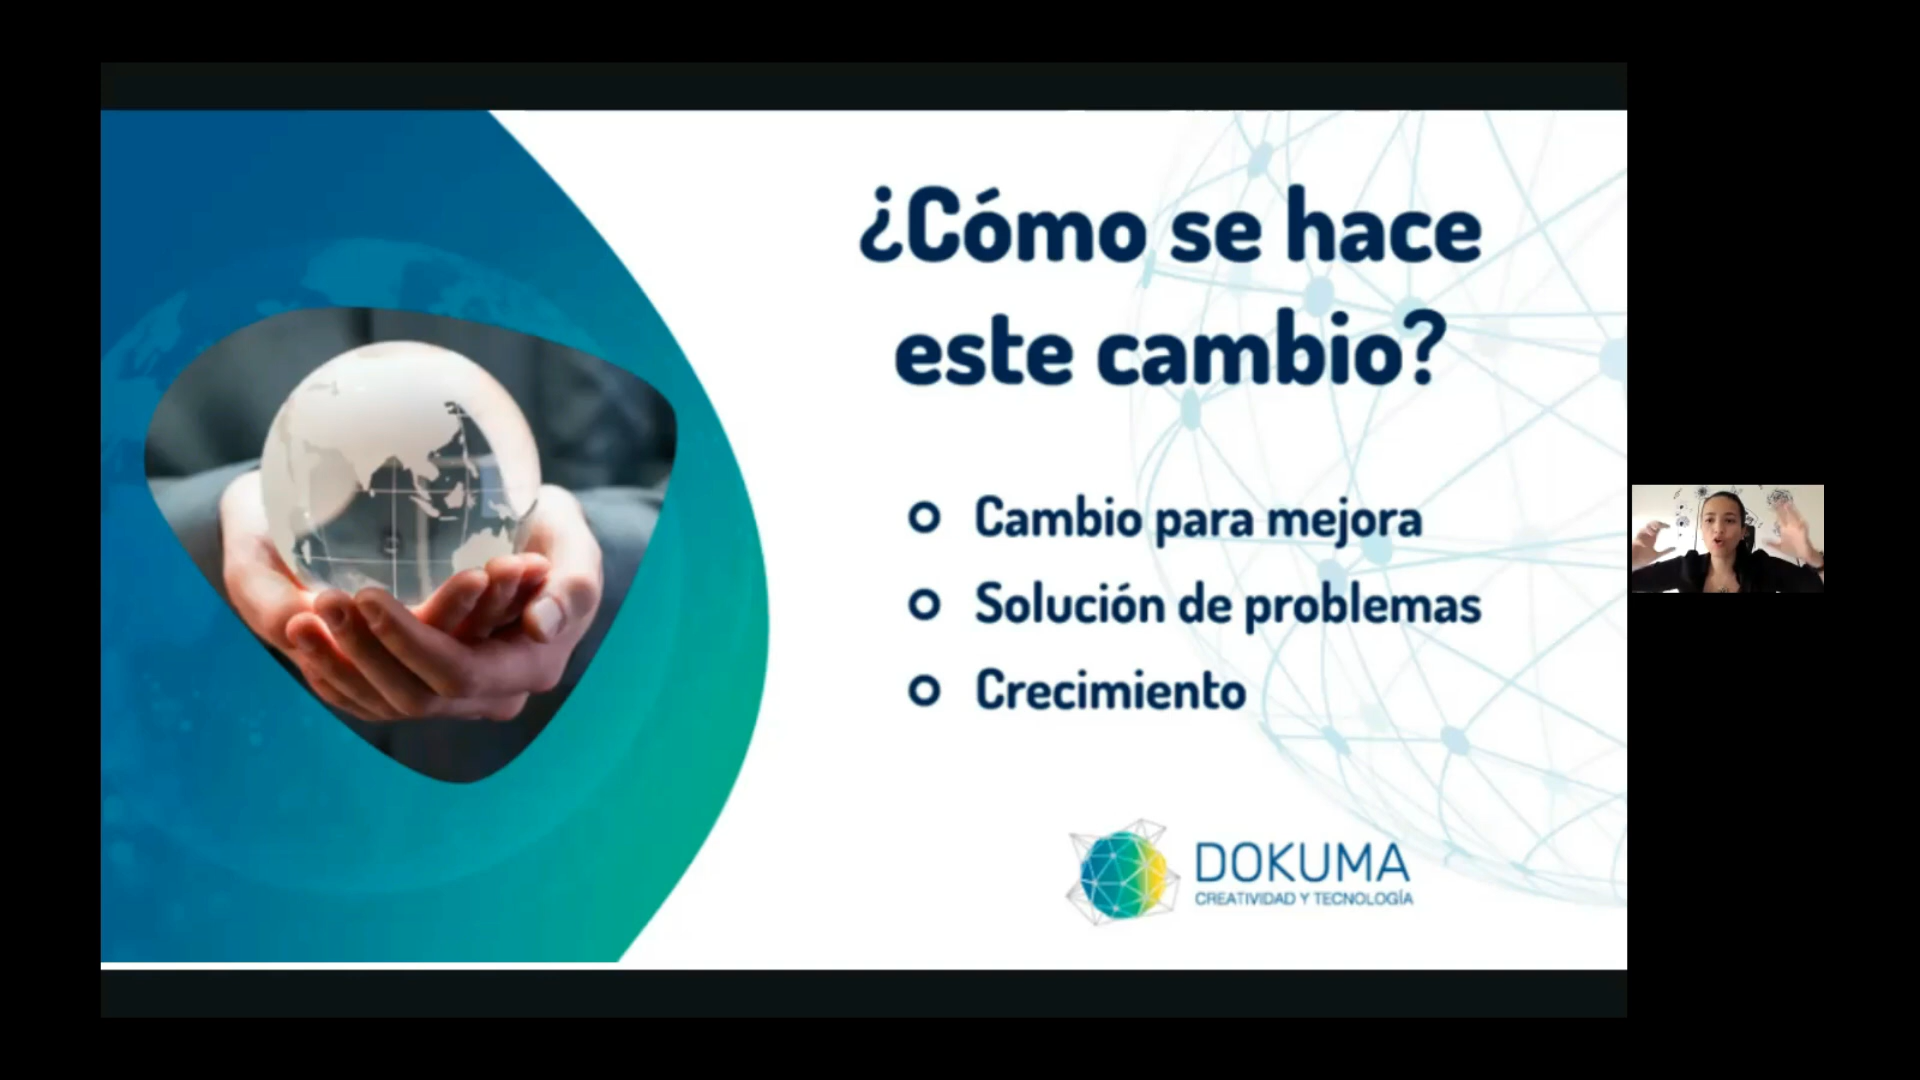 ¿Cómo se hace
este cambio?
Cambio para mejora
Solución de problemas
Crecimiento
DOKUMA
CREATIVIDAD Y TECNOLOGÍA